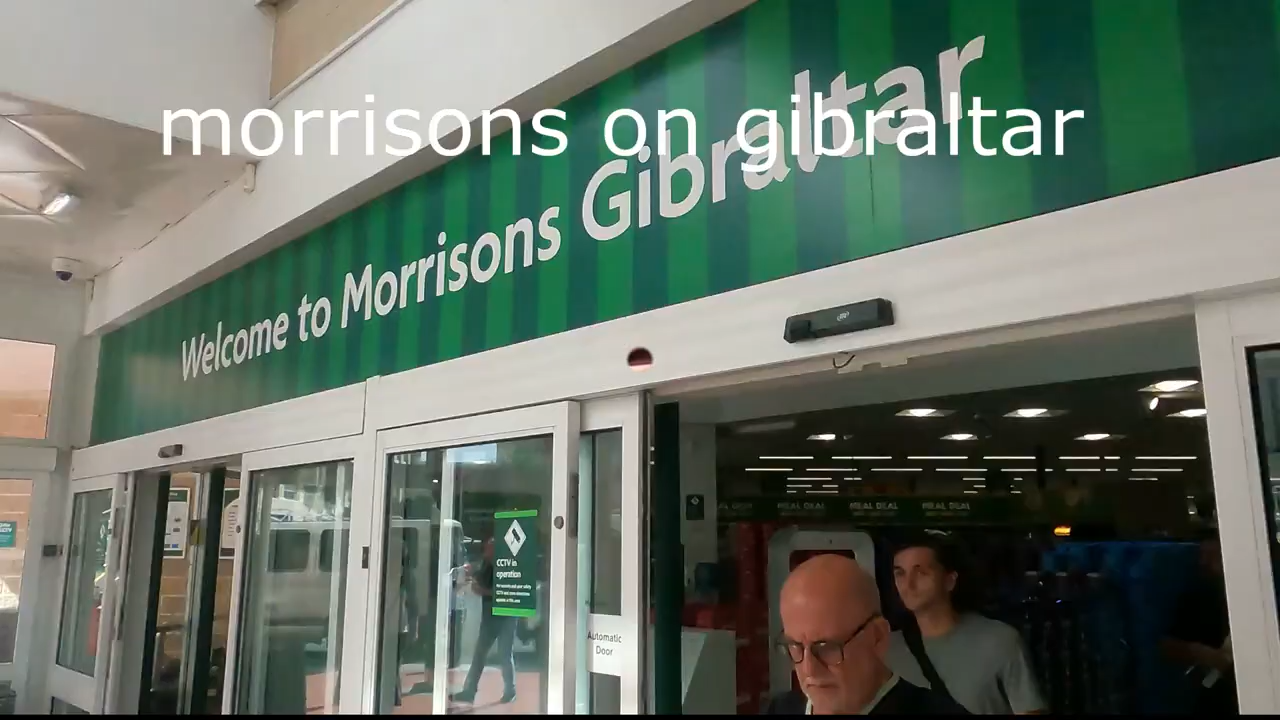 morrisons on gibraltar
Welcome to Morrisons Gibraltar
CCTV in
operation
Automatic
Door
MEAL DEAL MEAL DEAL MEAL DEAL